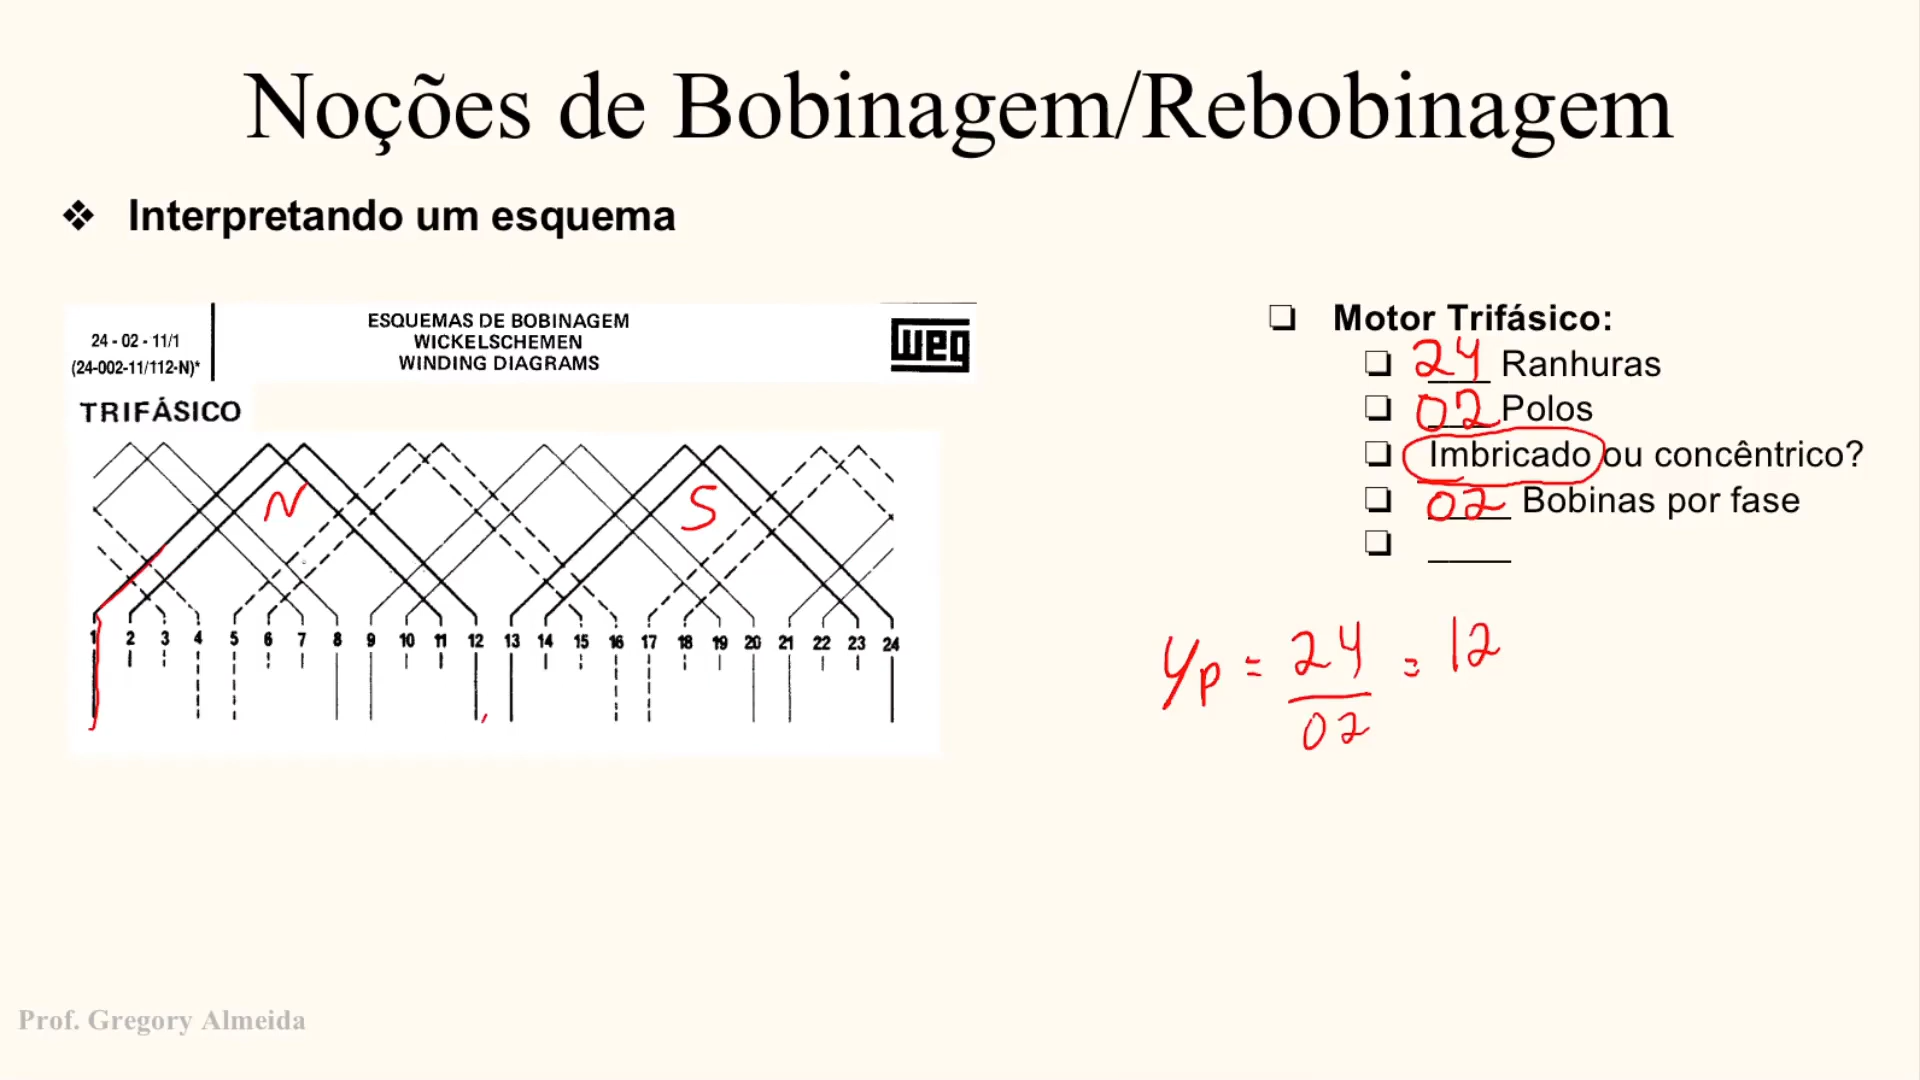 Noções de Bobinagem/Rebobinagem
❖ Interpretando um esquema
24 - 02 - 11/1
(24-002-11/112-N)*
ESQUEMAS DE BOBINAGEM
WICKELSCHEMEN
WINDING DIAGRAMS
weg
TRIFÁSICO
N
S
1 2 3 4 5 6 7 8 9 10 11 12 13 14 15 16 17 18 19 20 21 22 23 24
❏ Motor Trifásico:
❏ 24 Ranhuras
❏ 02 Polos
❏ Imbricado ou concêntrico?
❏ 02 Bobinas por fase
❏ _____
Yp = 24/02 = 12
Prof. Gregory Almeida